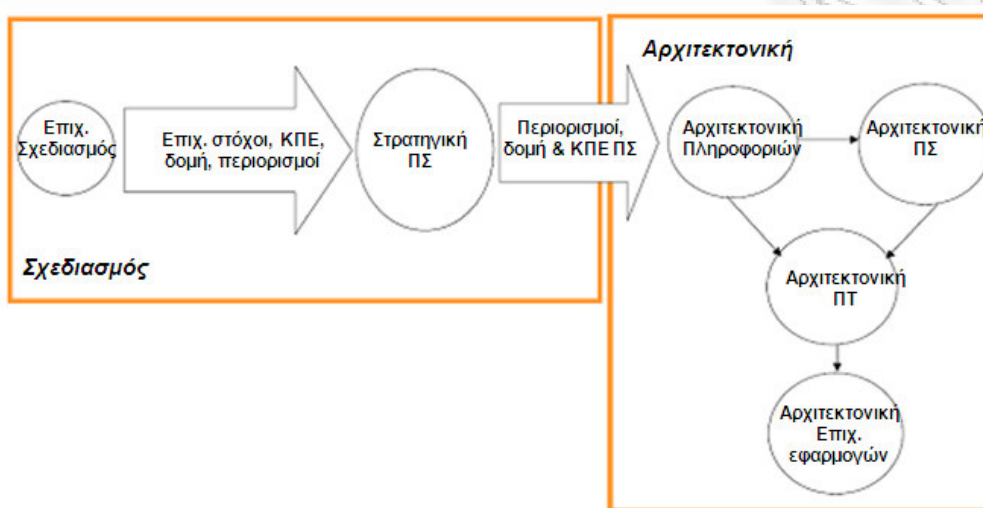 Επιχ.
Σχεδιασμός
Επιχ. στόχοι, ΚΠΕ,
δομή, περιορισμοί
Στρατηγική
ΠΣ
Σχεδιασμός
Περιορισμοί,
δομή & ΚΠΕ ΠΣ
Αρχιτεκτονική
Αρχιτεκτονική
Πληροφοριών
Αρχιτεκτονική
ΠΣ
Αρχιτεκτονική
ΠΤ
Αρχιτεκτονική
Επιχ.
εφαρμογών